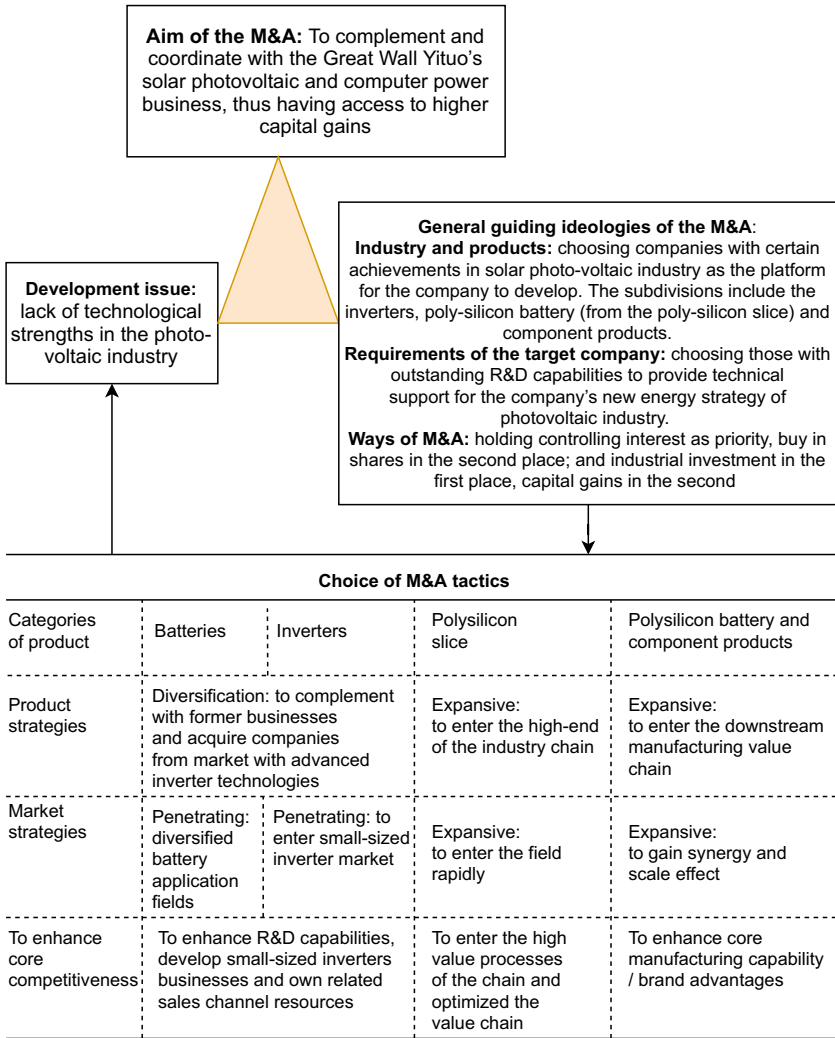 Aim of the M&A: To complement and
coordinate with the Great Wall Yituo's
solar photovoltaic and computer power
business, thus having access to higher
capital gains
General guiding ideologies of the M&A:
Industry and products: choosing companies with certain
achievements in solar photo-voltaic industry as the platform
for the company to develop. The subdivisions include the
inverters, poly-silicon battery (from the poly-silicon slice) and
component products.
Requirements of the target company: choosing those with
outstanding R&D capabilities to provide technical
support for the company's new energy strategy of
photovoltaic industry.
Ways of M&A: holding controlling interest as priority, buy in
shares in the second place; and industrial investment in the
first place, capital gains in the second
Development issue:
lack of technological
strengths in the photo-
voltaic industry
Choice of M&A tactics
Categories
of product
Batteries
Inverters
Polysilicon
slice
Polysilicon battery and
component products
Product
strategies
Diversification: to complement
with former businesses
and acquire companies
from market with advanced
inverter technologies
Expansive:
to enter the high-end
of the industry chain
Expansive:
to enter the downstream
manufacturing value
chain
Market
strategies
Penetrating:
diversified
battery
application
fields
Penetrating: to
enter small-sized
inverter market
Expansive:
to enter the field
rapidly
Expansive:
to gain synergy and
scale effect
To enhance
core
competitiveness
To enhance R&D capabilities,
develop small-sized inverters
businesses and own related
sales channel resources
To enter the high
value processes
of the chain and
optimized the
value chain
To enhance core
manufacturing capability
/ brand advantages